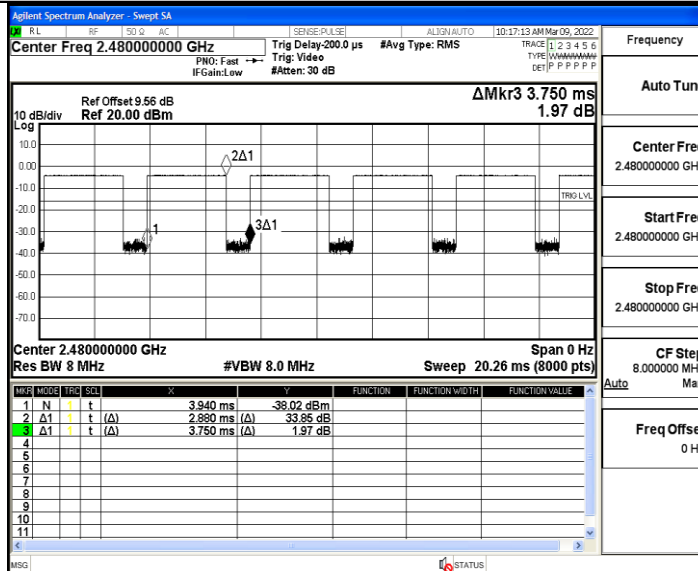 Agilent Spectrum Analyzer - Swept SA
RL RF 50 Ω AC SENSE:PULSE ALIGN AUTO 10:17:13 AM Mar 09, 2022
Center Freq 2.480000000 GHz Trig Delay-200.0 µs #Avg Type: RMS TRACE 1 2 3 4 5 6
PNO: Fast Trig: Video TYPE WWWWWW
IFGain:Low #Atten: 30 dB DET P P P P P P
Ref Offset 9.56 dB ΔMkr3 3.750 ms
10 dB/div Ref 20.00 dBm 1.97 dB
Log
10.0
0.00
-10.0
-20.0
-30.0
-40.0
-50.0
-60.0
-70.0
2Δ1
TRIG LVL
1
3Δ1
Center 2.480000000 GHz Span 0 Hz
Res BW 8 MHz #VBW 8.0 MHz Sweep 20.26 ms (8000 pts)
MKR MODE TRC SCL X Y FUNCTION FUNCTION WIDTH FUNCTION VALUE
1 N 1 t 3.940 ms -38.02 dBm
2 Δ1 1 t (Δ) 2.880 ms (Δ) 33.85 dB
3 Δ1 1 t (Δ) 3.750 ms (Δ) 1.97 dB
4
5
6
7
8
9
10
11
MSG STATUS
Frequency
Auto Tun
Center Fre
2.480000000 GH
Start Fre
2.480000000 GH
Stop Fre
2.480000000 GH
CF Step
8.000000 MH
Auto Ma
Freq Offse
0 H